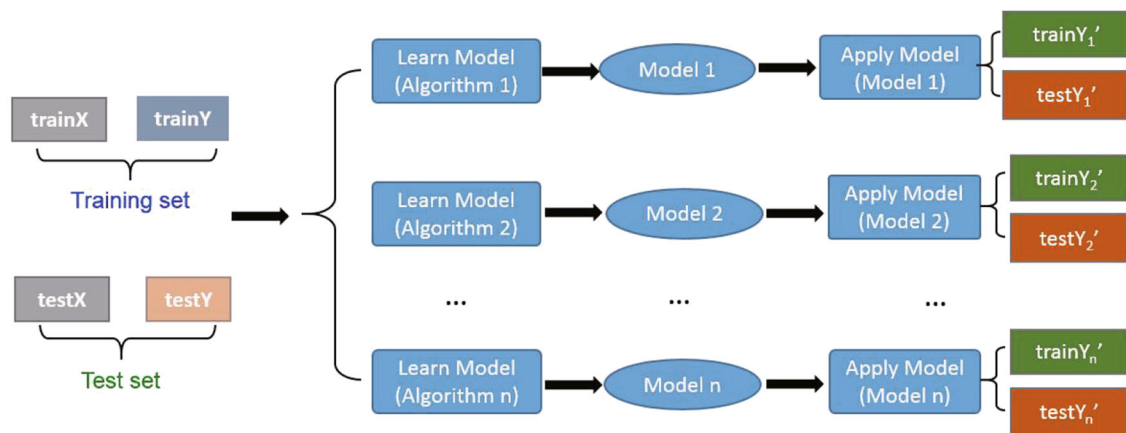 trainX trainY
Training set
testX testY
Test set
Learn Model
(Algorithm 1)
Model 1
Apply Model
(Model 1)
trainY₁’
testY₁’
Learn Model
(Algorithm 2)
Model 2
Apply Model
(Model 2)
trainY₂’
testY₂’
... ... ...
Learn Model
(Algorithm n)
Model n
Apply Model
(Model n)
trainYₙ’
testYₙ’